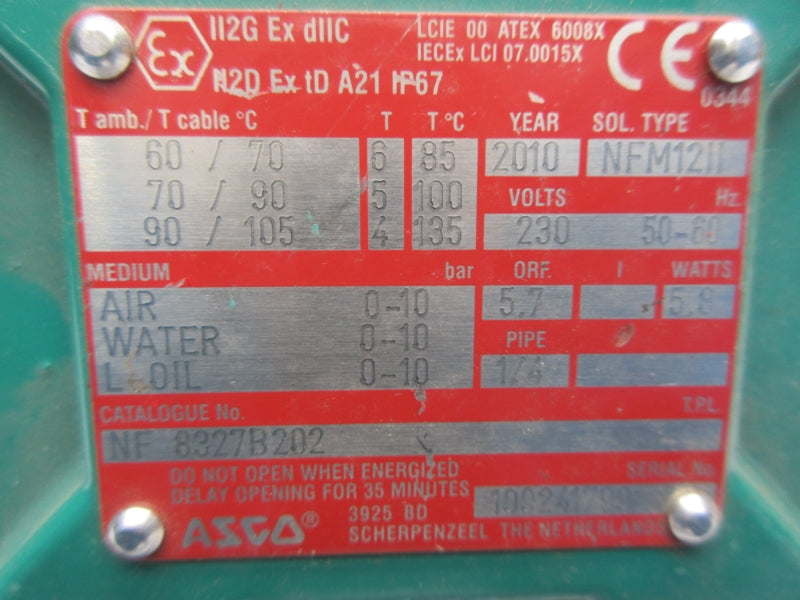 Ex II2G Ex dIIC LCIE 00 ATEX 6008X
IECEx LCI 07.0015X
II2D Ex tD A21 IP67 CE 0344
T amb./ T cable °C T T °C YEAR SOL. TYPE
60 / 70 6 85 2010 NFM12II
70 / 90 5 100 VOLTS Hz.
90 / 105 4 135 230 50-60
MEDIUM bar ORF. I WATTS
AIR 0-10 5,7 5,8
WATER 0-10 PIPE
L-OIL 0-10 1/4
CATALOGUE No. T.P.L.
NF 8327B202
DO NOT OPEN WHEN ENERGIZED SERIAL No.
DELAY OPENING FOR 35 MINUTES
ASCO® 3925 BD
SCHERPENZEEL THE NETHERLANDS